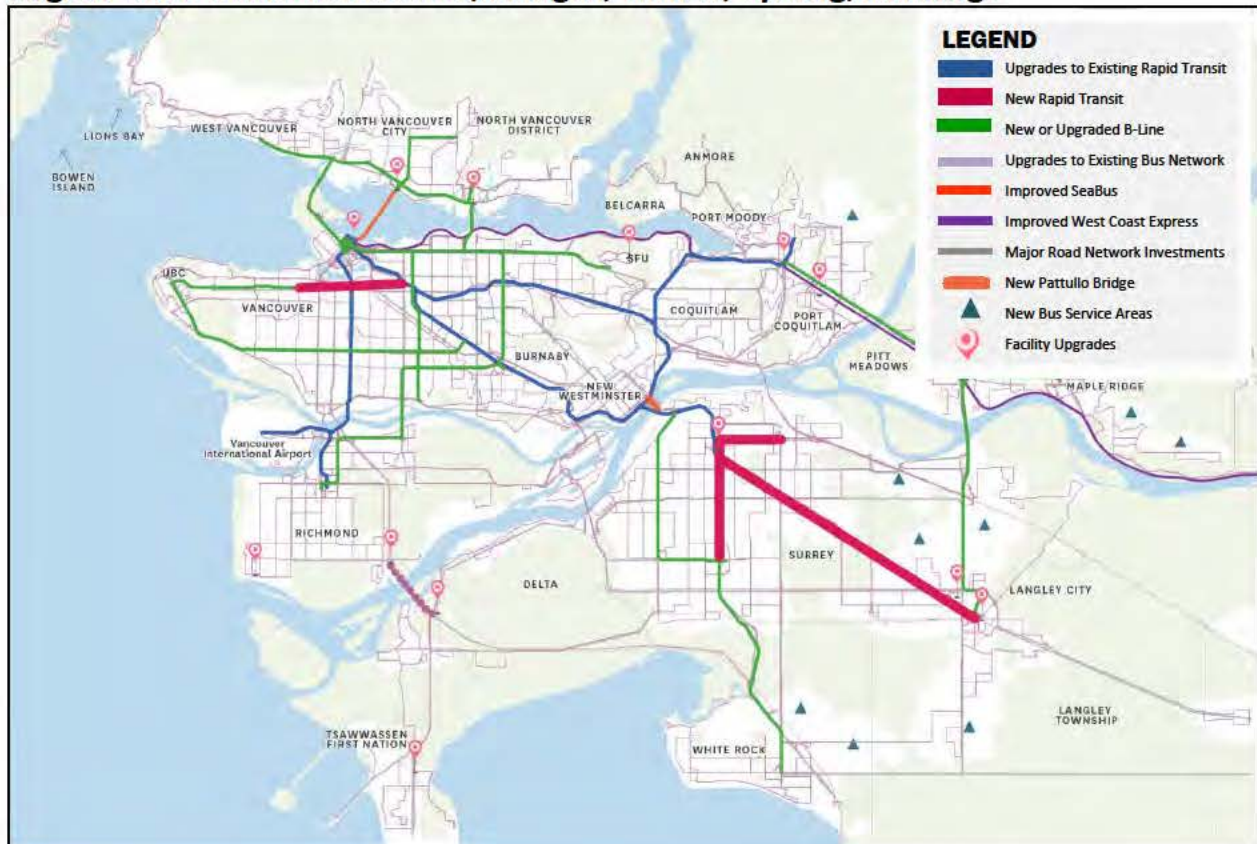 LEGEND
Upgrades to Existing Rapid Transit
New Rapid Transit
New or Upgraded B-Line
Upgrades to Existing Bus Network
Improved SeaBus
Improved West Coast Express
Major Road Network Investments
New Pattullo Bridge
New Bus Service Areas
Facility Upgrades
LIONS BAY
BOWEN
ISLAND
WEST VANCOUVER
NORTH VANCOUVER
CITY
NORTH VANCOUVER
DISTRICT
ANMORE
BELCARRA
PORT MOODY
UBC
SFU
VANCOUVER
COQUITLAM
PORT
COQUITLAM
BURNABY
PITT
MEADOWS
NEW
WESTMINSTER
MAPLE RIDGE
Vancouver
International Airport
RICHMOND
SURREY
DELTA
LANGLEY CITY
LANGLEY
TOWNSHIP
TSAWWASSEN
FIRST NATION
WHITE ROCK